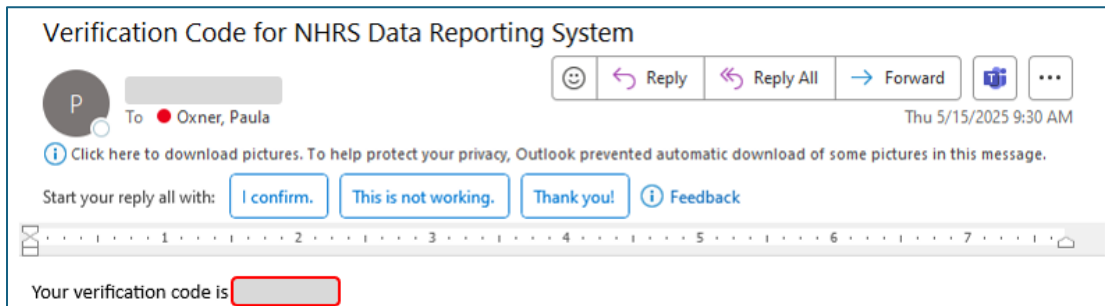 Verification Code for NHRS Data Reporting System
Reply
Reply All
Forward
P
To Oxner, Paula
Thu 5/15/2025 9:30 AM
Click here to download pictures. To help protect your privacy, Outlook prevented automatic download of some pictures in this message.
Start your reply all with: I confirm. This is not working. Thank you! Feedback
1 2 3 4 5 6 7
Your verification code is